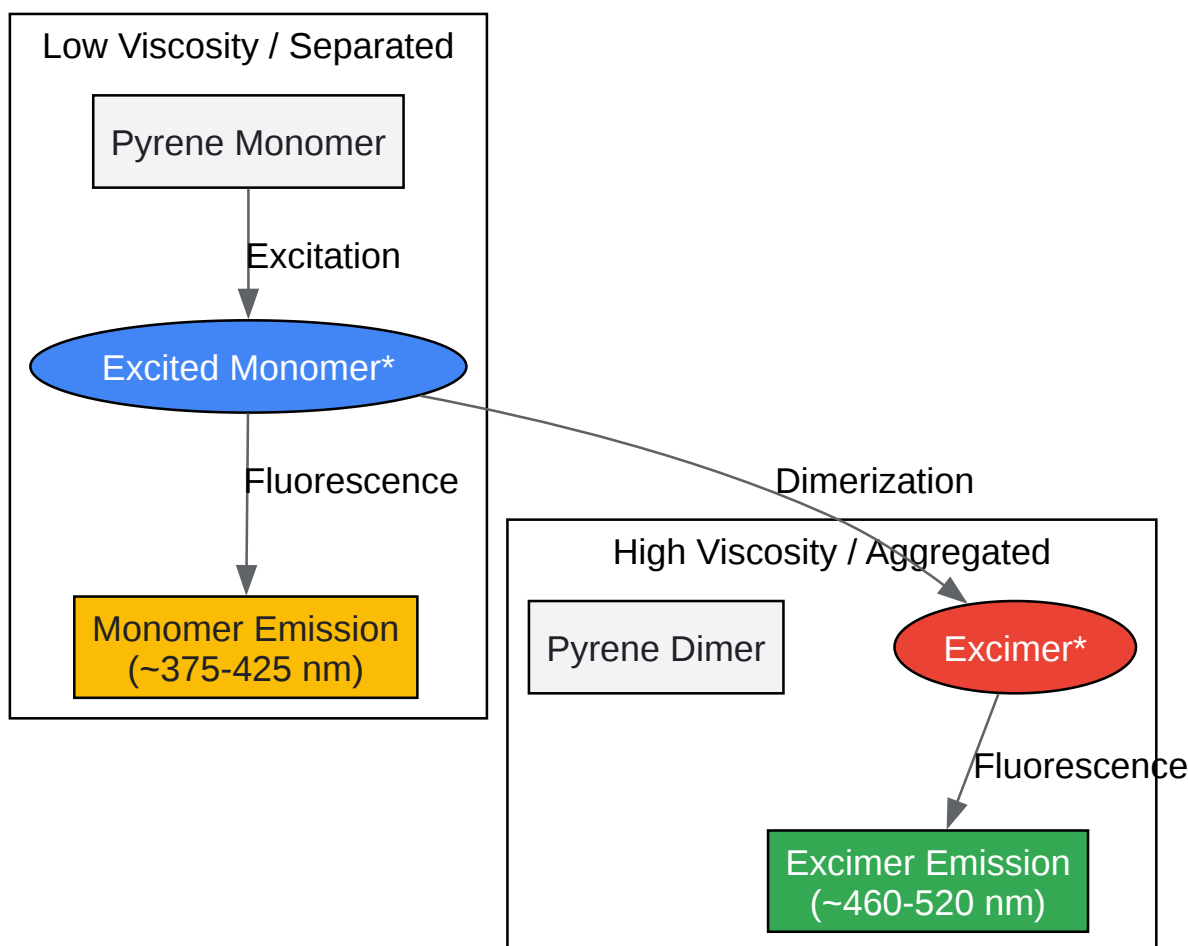 Low Viscosity / Separated
Pyrene Monomer
Excitation
Excited Monomer*
Fluorescence
Monomer Emission
(~375-425 nm)
Dimerization
High Viscosity / Aggregated
Pyrene Dimer
Excimer*
Fluorescence
Excimer Emission
(~460-520 nm)